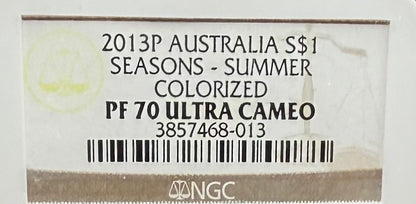 2013P AUSTRALIA S$1
SEASONS - SUMMER
COLORIZED
PF 70 ULTRA CAMEO
3857468-013
NGC